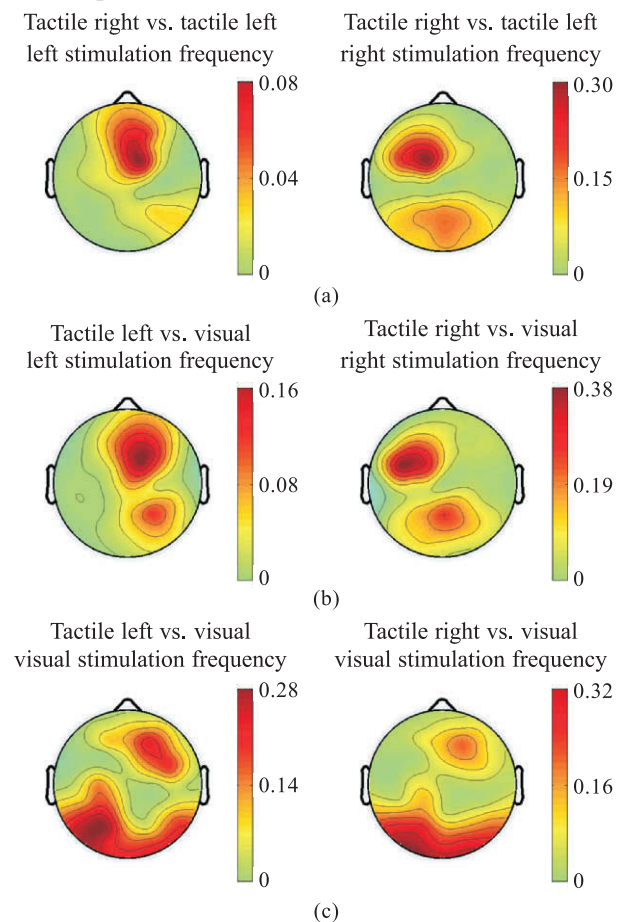 Tactile right vs. tactile left
left stimulation frequency
0.08
0.04
0
Tactile right vs. tactile left
right stimulation frequency
0.30
0.15
0
(a)
Tactile left vs. visual
left stimulation frequency
0.16
0.08
0
Tactile right vs. visual
right stimulation frequency
0.38
0.19
0
(b)
Tactile left vs. visual
visual stimulation frequency
0.28
0.14
0
Tactile right vs. visual
visual stimulation frequency
0.32
0.16
0
(c)